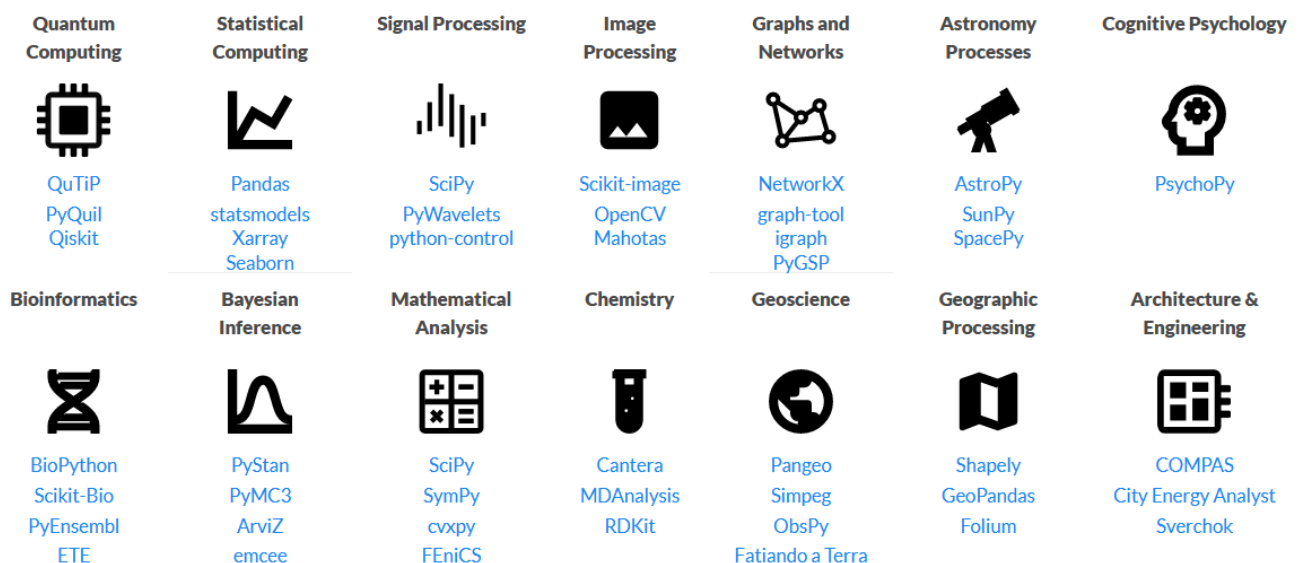 Quantum
Computing
Statistical
Computing
Signal Processing
Image
Processing
Graphs and
Networks
Astronomy
Processes
Cognitive Psychology
QuTiP
PyQuil
Qiskit
Pandas
statsmodels
Xarray
Seaborn
SciPy
PyWavelets
python-control
Scikit-image
OpenCV
Mahotas
NetworkX
graph-tool
igraph
PyGSP
AstroPy
SunPy
SpacePy
PsychoPy
Bioinformatics
Bayesian
Inference
Mathematical
Analysis
Chemistry
Geoscience
Geographic
Processing
Architecture &
Engineering
BioPython
Scikit-Bio
PyEnsembl
ETE
PyStan
PyMC3
ArviZ
emcee
SciPy
SymPy
cvxpy
FEniCS
Cantera
MDAnalysis
RDKit
Pangeo
Simpeg
ObsPy
Fatiando a Terra
Shapely
GeoPandas
Folium
COMPAS
City Energy Analyst
Sverchok